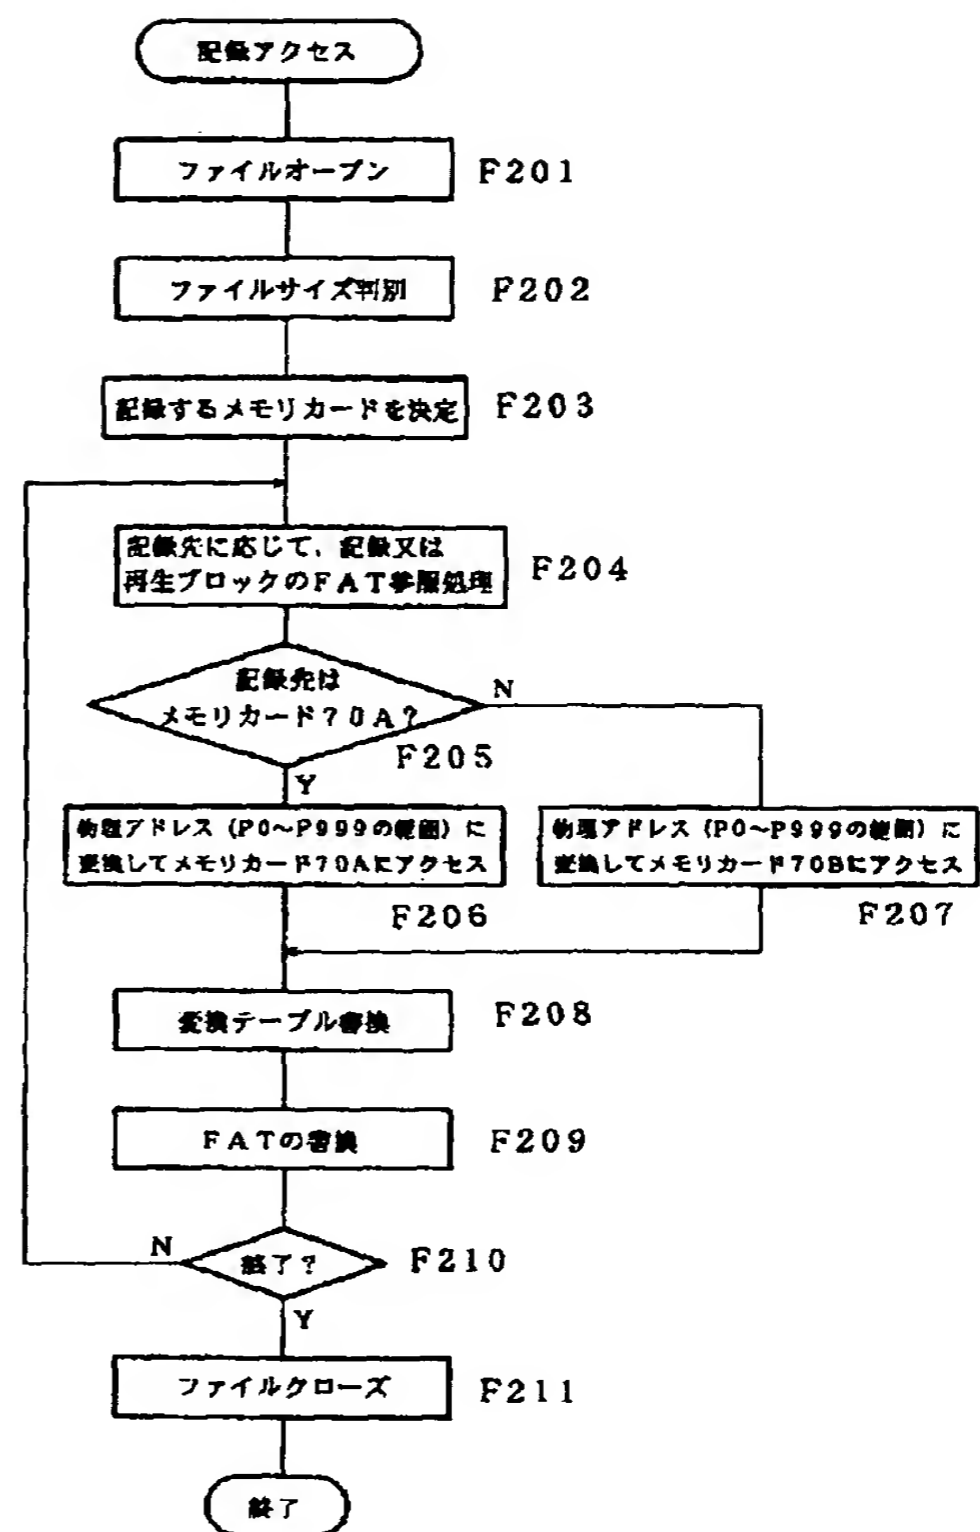 記録アクセス
ファイルオープン
F201
ファイルサイズ判別
F202
記録するメモリカードを決定
F203
記録先に応じて、記録又は
再生ブロックのFAT参照処理
F204
記録先は
メモリカード70A?
N
F205
Y
物理アドレス(P0~P999の範囲)に
変換してメモリカード70Aにアクセス
F206
物理アドレス(P0~P999の範囲)に
変換してメモリカード70Bにアクセス
F207
変換テーブル書換
F208
FATの書換
F209
N
終了?
F210
Y
ファイルクローズ
F211
終了